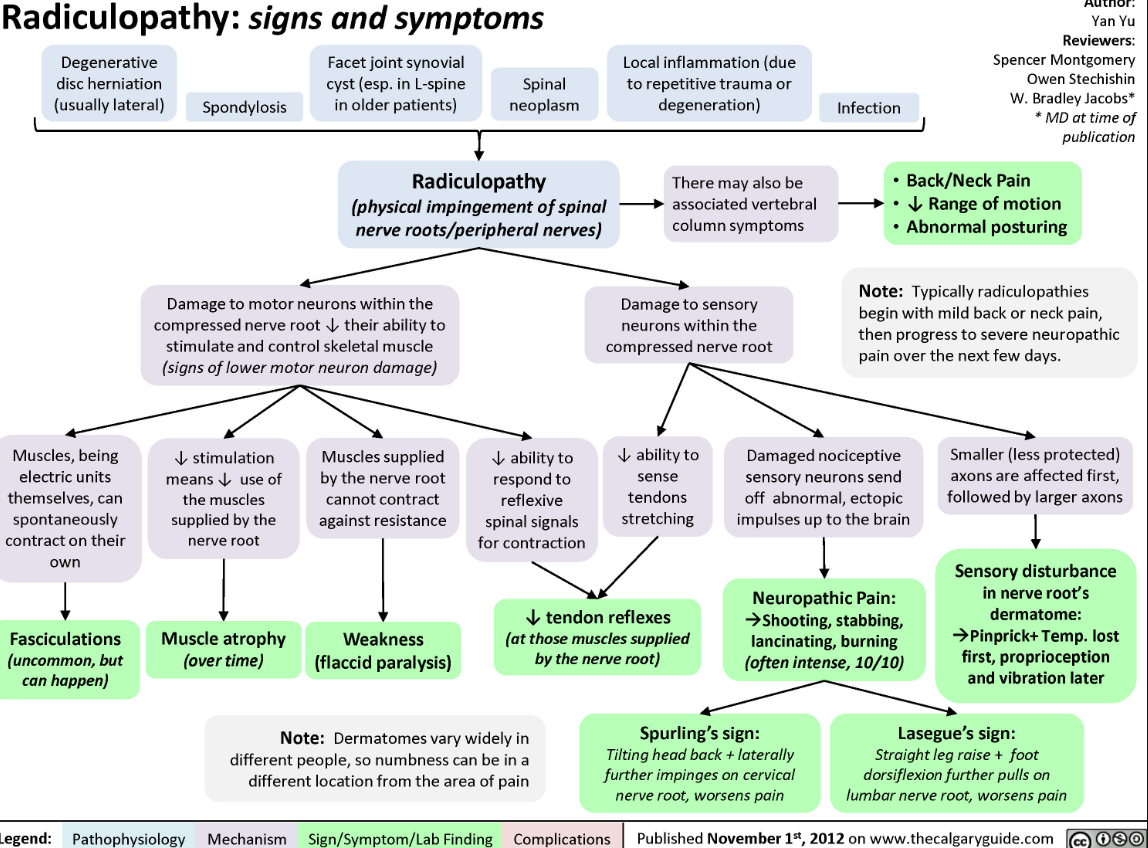 Radiculopathy: signs and symptoms
Author:
Yan Yu
Reviewers:
Spencer Montgomery
Owen Stechishin
W. Bradley Jacobs*
* MD at time of
publication
Degenerative
disc herniation
(usually lateral)
Spondylosis
Facet joint synovial
cyst (esp. in L-spine
in older patients)
Spinal
neoplasm
Local inflammation (due
to repetitive trauma or
degeneration)
Infection
Radiculopathy
(physical impingement of spinal
nerve roots/peripheral nerves)
There may also be
associated vertebral
column symptoms
• Back/Neck Pain
• ↓ Range of motion
• Abnormal posturing
Damage to motor neurons within the
compressed nerve root ↓ their ability to
stimulate and control skeletal muscle
(signs of lower motor neuron damage)
Damage to sensory
neurons within the
compressed nerve root
Note: Typically radiculopathies
begin with mild back or neck pain,
then progress to severe neuropathic
pain over the next few days.
Muscles, being
electric units
themselves, can
spontaneously
contract on their
own
↓ stimulation
means ↓ use of
the muscles
supplied by the
nerve root
Muscles supplied
by the nerve root
cannot contract
against resistance
↓ ability to
respond to
reflexive
spinal signals
for contraction
↓ ability to
sense
tendons
stretching
Damaged nociceptive
sensory neurons send
off abnormal, ectopic
impulses up to the brain
Smaller (less protected)
axons are affected first,
followed by larger axons
Fasciculations
(uncommon, but
can happen)
Muscle atrophy
(over time)
Weakness
(flaccid paralysis)
↓ tendon reflexes
(at those muscles supplied
by the nerve root)
Neuropathic Pain:
→Shooting, stabbing,
lancinating, burning
(often intense, 10/10)
Sensory disturbance
in nerve root's
dermatome:
→Pinprick+ Temp. lost
first, proprioception
and vibration later
Note: Dermatomes vary widely in
different people, so numbness can be in a
different location from the area of pain
Spurling's sign:
Tilting head back + laterally
further impinges on cervical
nerve root, worsens pain
Lasegue's sign:
Straight leg raise + foot
dorsiflexion further pulls on
lumbar nerve root, worsens pain
Legend: Pathophysiology Mechanism Sign/Symptom/Lab Finding Complications Published November 1st, 2012 on www.thecalgaryguide.com cc